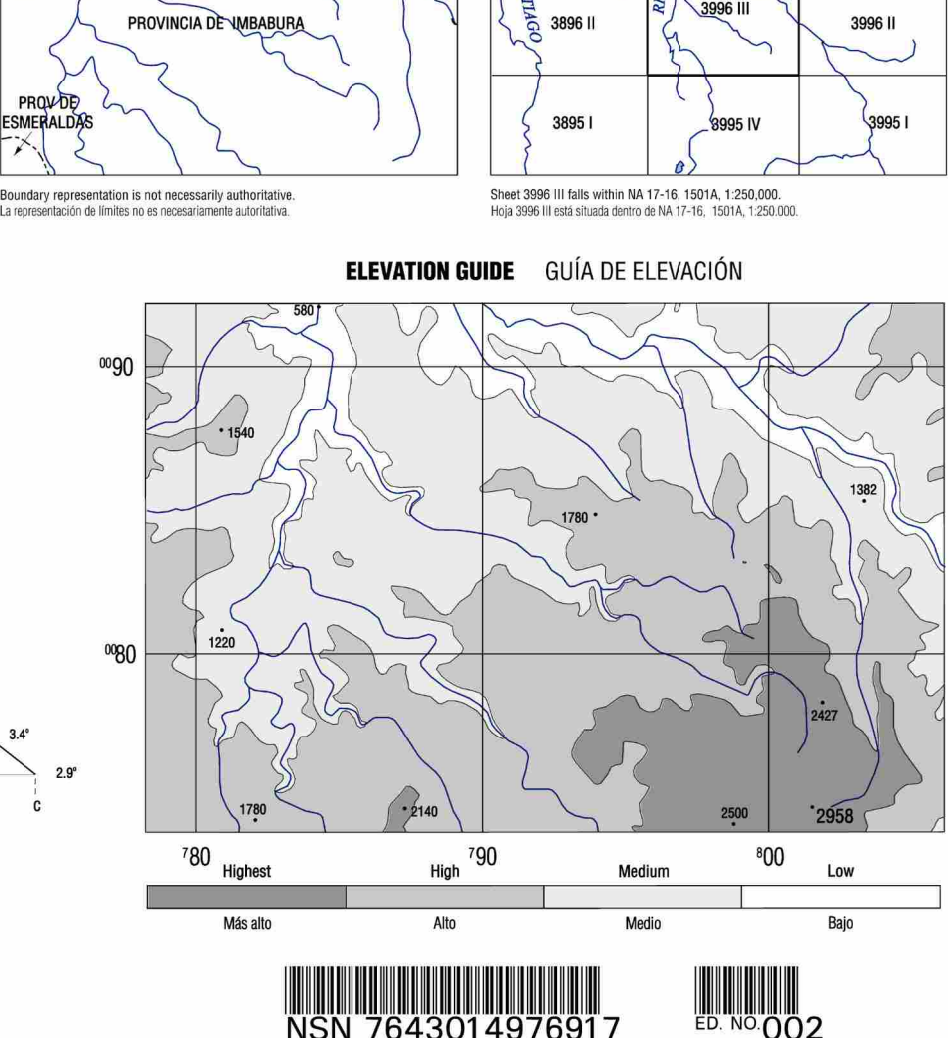 PROVINCIA DE IMBABURA
PROV DE
ESMERALDAS
TIAGO
3896 II
3996 III
3996 II
3895 I
3995 IV
3995 I
Boundary representation is not necessarily authoritative.
La representación de límites no es necesariamente autoritativa.
Sheet 3996 III falls within NA 17-16, 1501A, 1:250,000.
Hoja 3996 III está situada dentro de NA 17-16, 1501A, 1:250.000.
ELEVATION GUIDE GUÍA DE ELEVACIÓN
580
0090
1540
1382
1780
1220
0080
2427
3.4°
2.9°
C
1780
2140
2500
2958
780
790
800
Highest High Medium Low
Más alto Alto Medio Bajo
NSN 7643014976917
ED. NO. 002